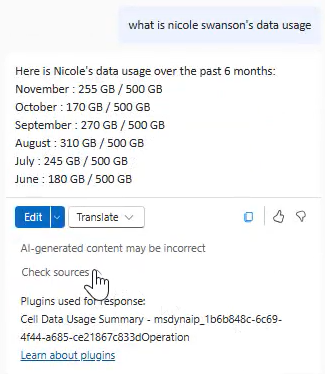 what is nicole swanson's data usage
Here is Nicole's data usage over the past 6 months:
November : 255 GB / 500 GB
October : 170 GB / 500 GB
September : 270 GB / 500 GB
August : 310 GB / 500 GB
July : 245 GB / 500 GB
June : 180 GB / 500 GB
Edit Translate
AI-generated content may be incorrect
Check sources
Plugins used for response:
Cell Data Usage Summary - msdynaip_1b6b848c-6c69-
4f44-a685-ce21867c833dOperation
Learn about plugins